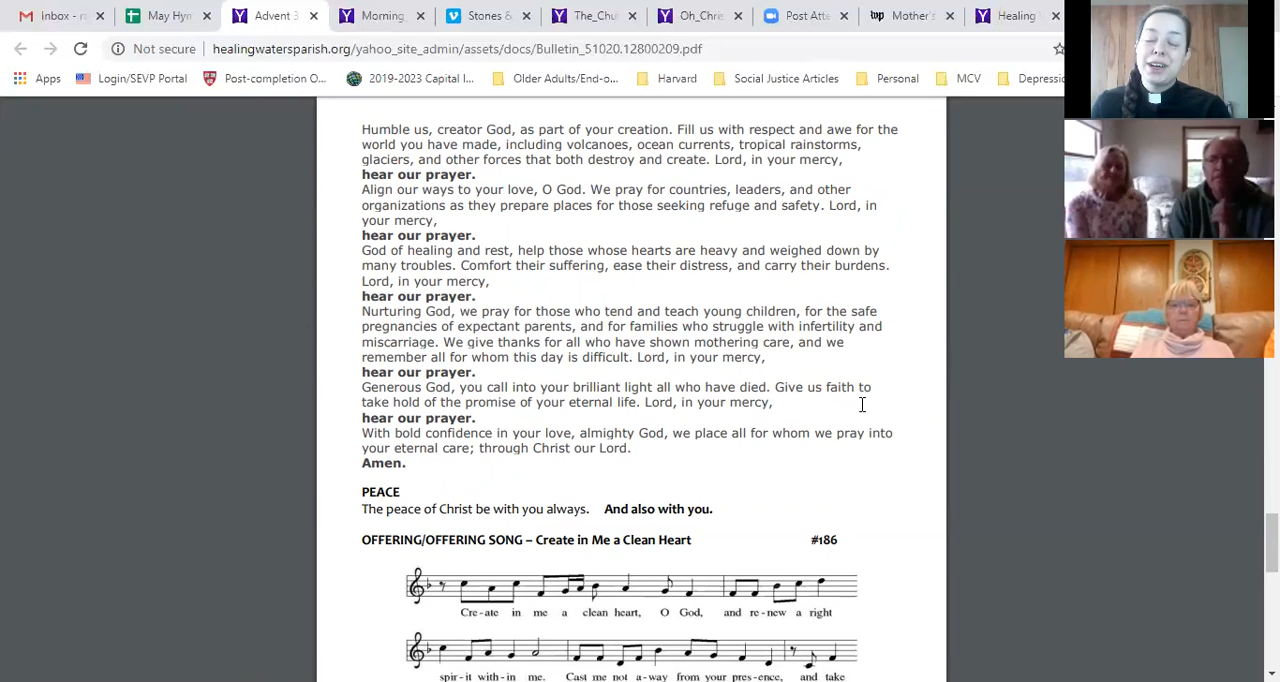 Inbox - r
May Hym
Advent 3
Morning
Stones &
The_Chu
Oh_Chris
Post Atte
Mother's
Healing
Not secure
healingwatersparish.org/yahoo_site_admin/assets/docs/Bulletin_51020.12800209.pdf
Apps
Login/SEVP Portal
Post-completion O...
2019-2023 Capital I...
Older Adults/End-o...
Harvard
Social Justice Articles
Personal
MCV
Depressi
Humble us, creator God, as part of your creation. Fill us with respect and awe for the
world you have made, including volcanoes, ocean currents, tropical rainstorms,
glaciers, and other forces that both destroy and create. Lord, in your mercy,
hear our prayer.
Align our ways to your love, O God. We pray for countries, leaders, and other
organizations as they prepare places for those seeking refuge and safety. Lord, in
your mercy,
hear our prayer.
God of healing and rest, help those whose hearts are heavy and weighed down by
many troubles. Comfort their suffering, ease their distress, and carry their burdens.
Lord, in your mercy,
hear our prayer.
Nurturing God, we pray for those who tend and teach young children, for the safe
pregnancies of expectant parents, and for families who struggle with infertility and
miscarriage. We give thanks for all who have shown mothering care, and we
remember all for whom this day is difficult. Lord, in your mercy,
hear our prayer.
Generous God, you call into your brilliant light all who have died. Give us faith to
take hold of the promise of your eternal life. Lord, in your mercy,
hear our prayer.
With bold confidence in your love, almighty God, we place all for whom we pray into
your eternal care; through Christ our Lord.
Amen.
PEACE
The peace of Christ be with you always. And also with you.
OFFERING/OFFERING SONG – Create in Me a Clean Heart #186
Cre - ate in me a clean heart, O God, and re - new a right
spir - it with - in me. Cast me not a - way from your pres - ence, and take